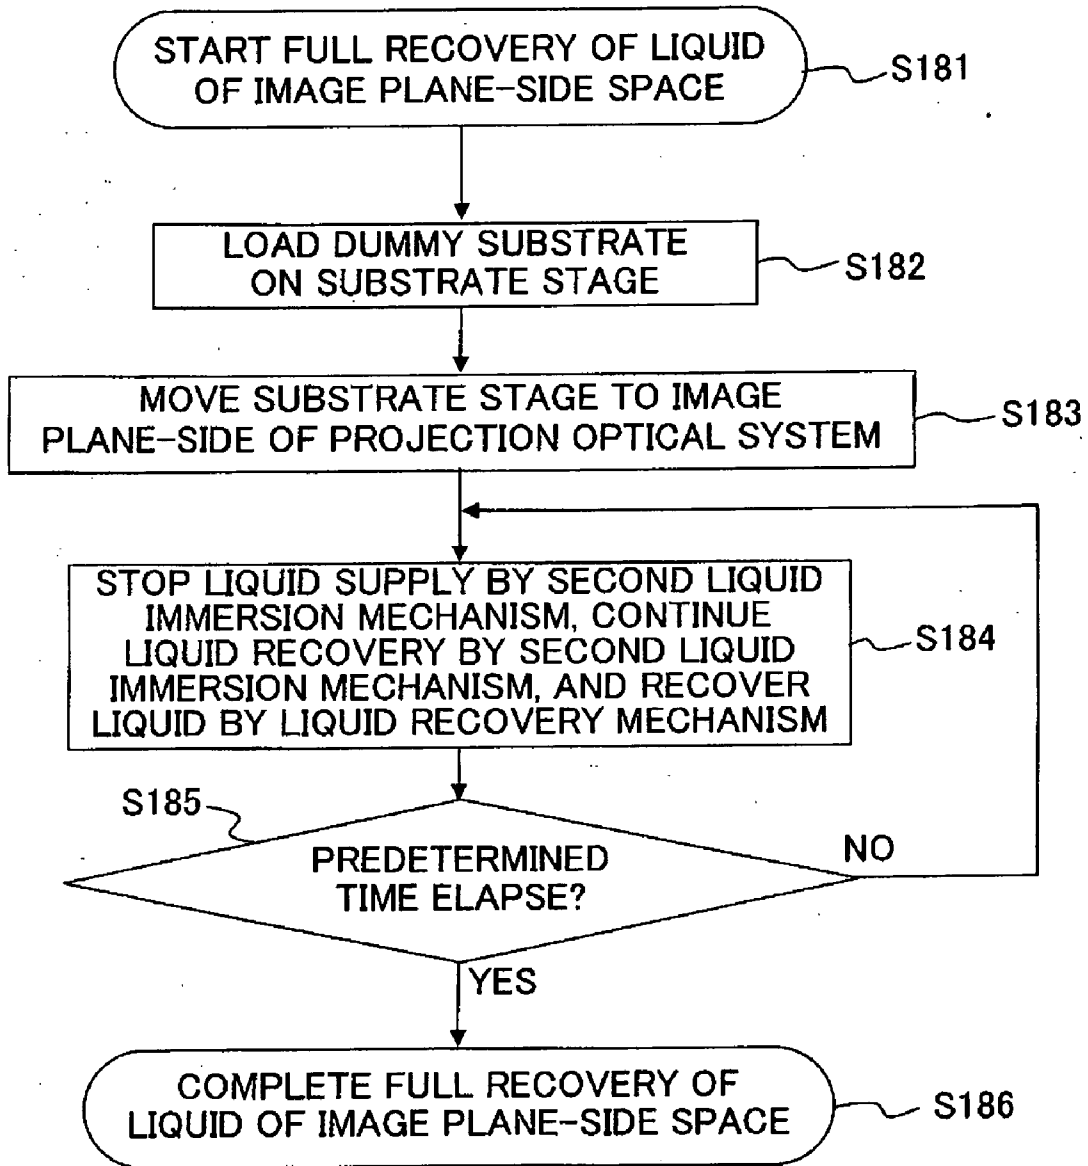 START FULL RECOVERY OF LIQUID
OF IMAGE PLANE-SIDE SPACE
S181
LOAD DUMMY SUBSTRATE
ON SUBSTRATE STAGE
S182
MOVE SUBSTRATE STAGE TO IMAGE
PLANE-SIDE OF PROJECTION OPTICAL SYSTEM
S183
STOP LIQUID SUPPLY BY SECOND LIQUID
IMMERSION MECHANISM, CONTINUE
LIQUID RECOVERY BY SECOND LIQUID
IMMERSION MECHANISM, AND RECOVER
LIQUID BY LIQUID RECOVERY MECHANISM
S184
S185
PREDETERMINED
TIME ELAPSE?
NO
YES
COMPLETE FULL RECOVERY OF
LIQUID OF IMAGE PLANE-SIDE SPACE
S186